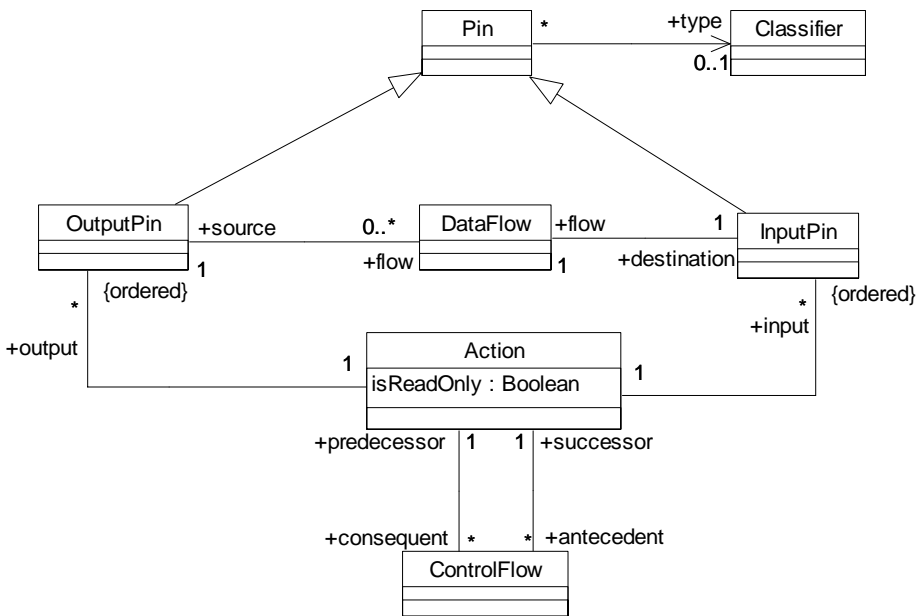 Pin
*
+type
0..1
Classifier
OutputPin
+source
1
0..*
+flow
DataFlow
+flow
1
1
+destination
InputPin
{ordered}
*
+output
{ordered}
*
+input
1
Action
isReadOnly : Boolean
1
+predecessor
1
1
+successor
+consequent
*
*
+antecedent
ControlFlow